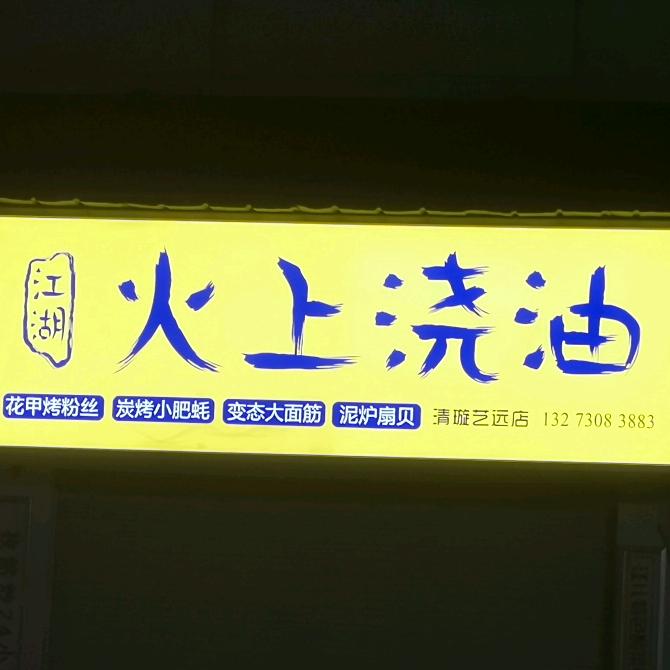 江湖
火上浇油
花甲烤粉丝 炭烤小肥蚝 变态大面筋 泥炉扇贝 清璇艺远店 132 7308 3883